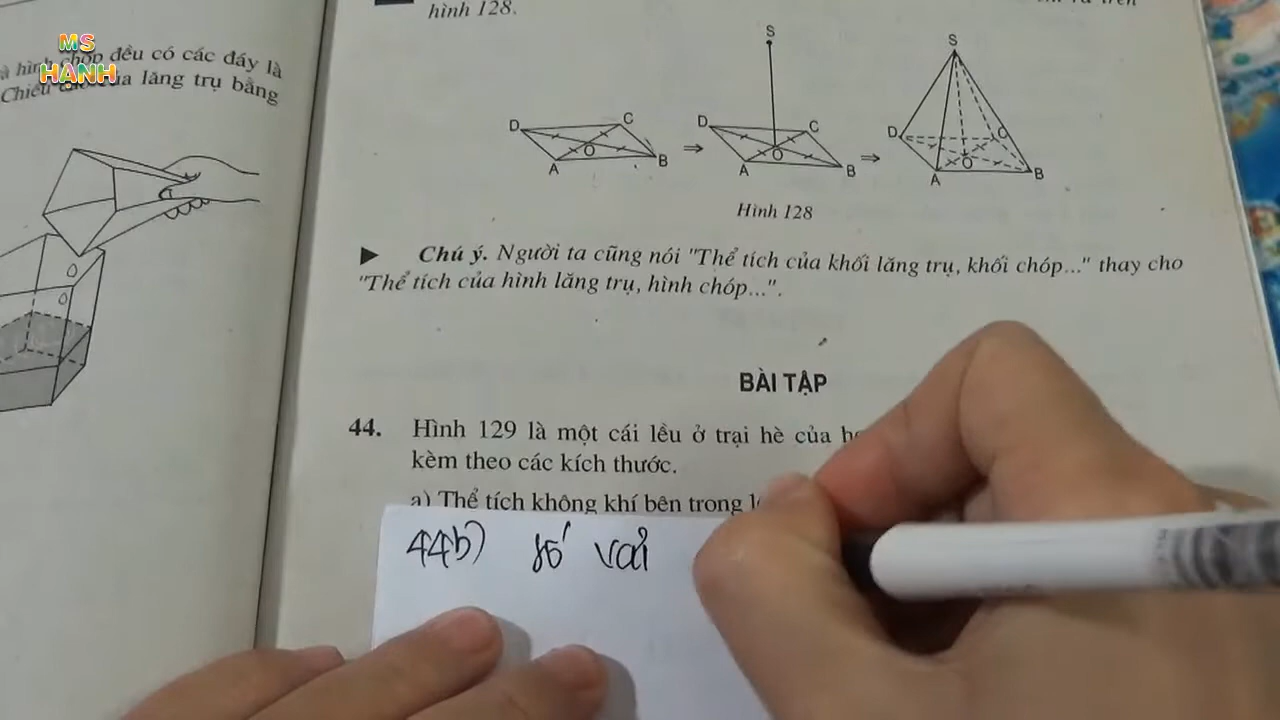 MS
HẠNH
hình chóp đều có các đáy là
Chiều lăng trụ bằng
hình 128.
S
D C
O
A B
⇒
D C
O
A B
⇒
S
D C
O
A B
Hình 128
► Chú ý. Người ta cũng nói "Thể tích của khối lăng trụ, khối chóp..." thay cho
"Thể tích của hình lăng trụ, hình chóp...".
BÀI TẬP
44. Hình 129 là một cái lều ở trại hè của
kèm theo các kích thước.
a) Thể tích không khí bên trong
44b) số vải